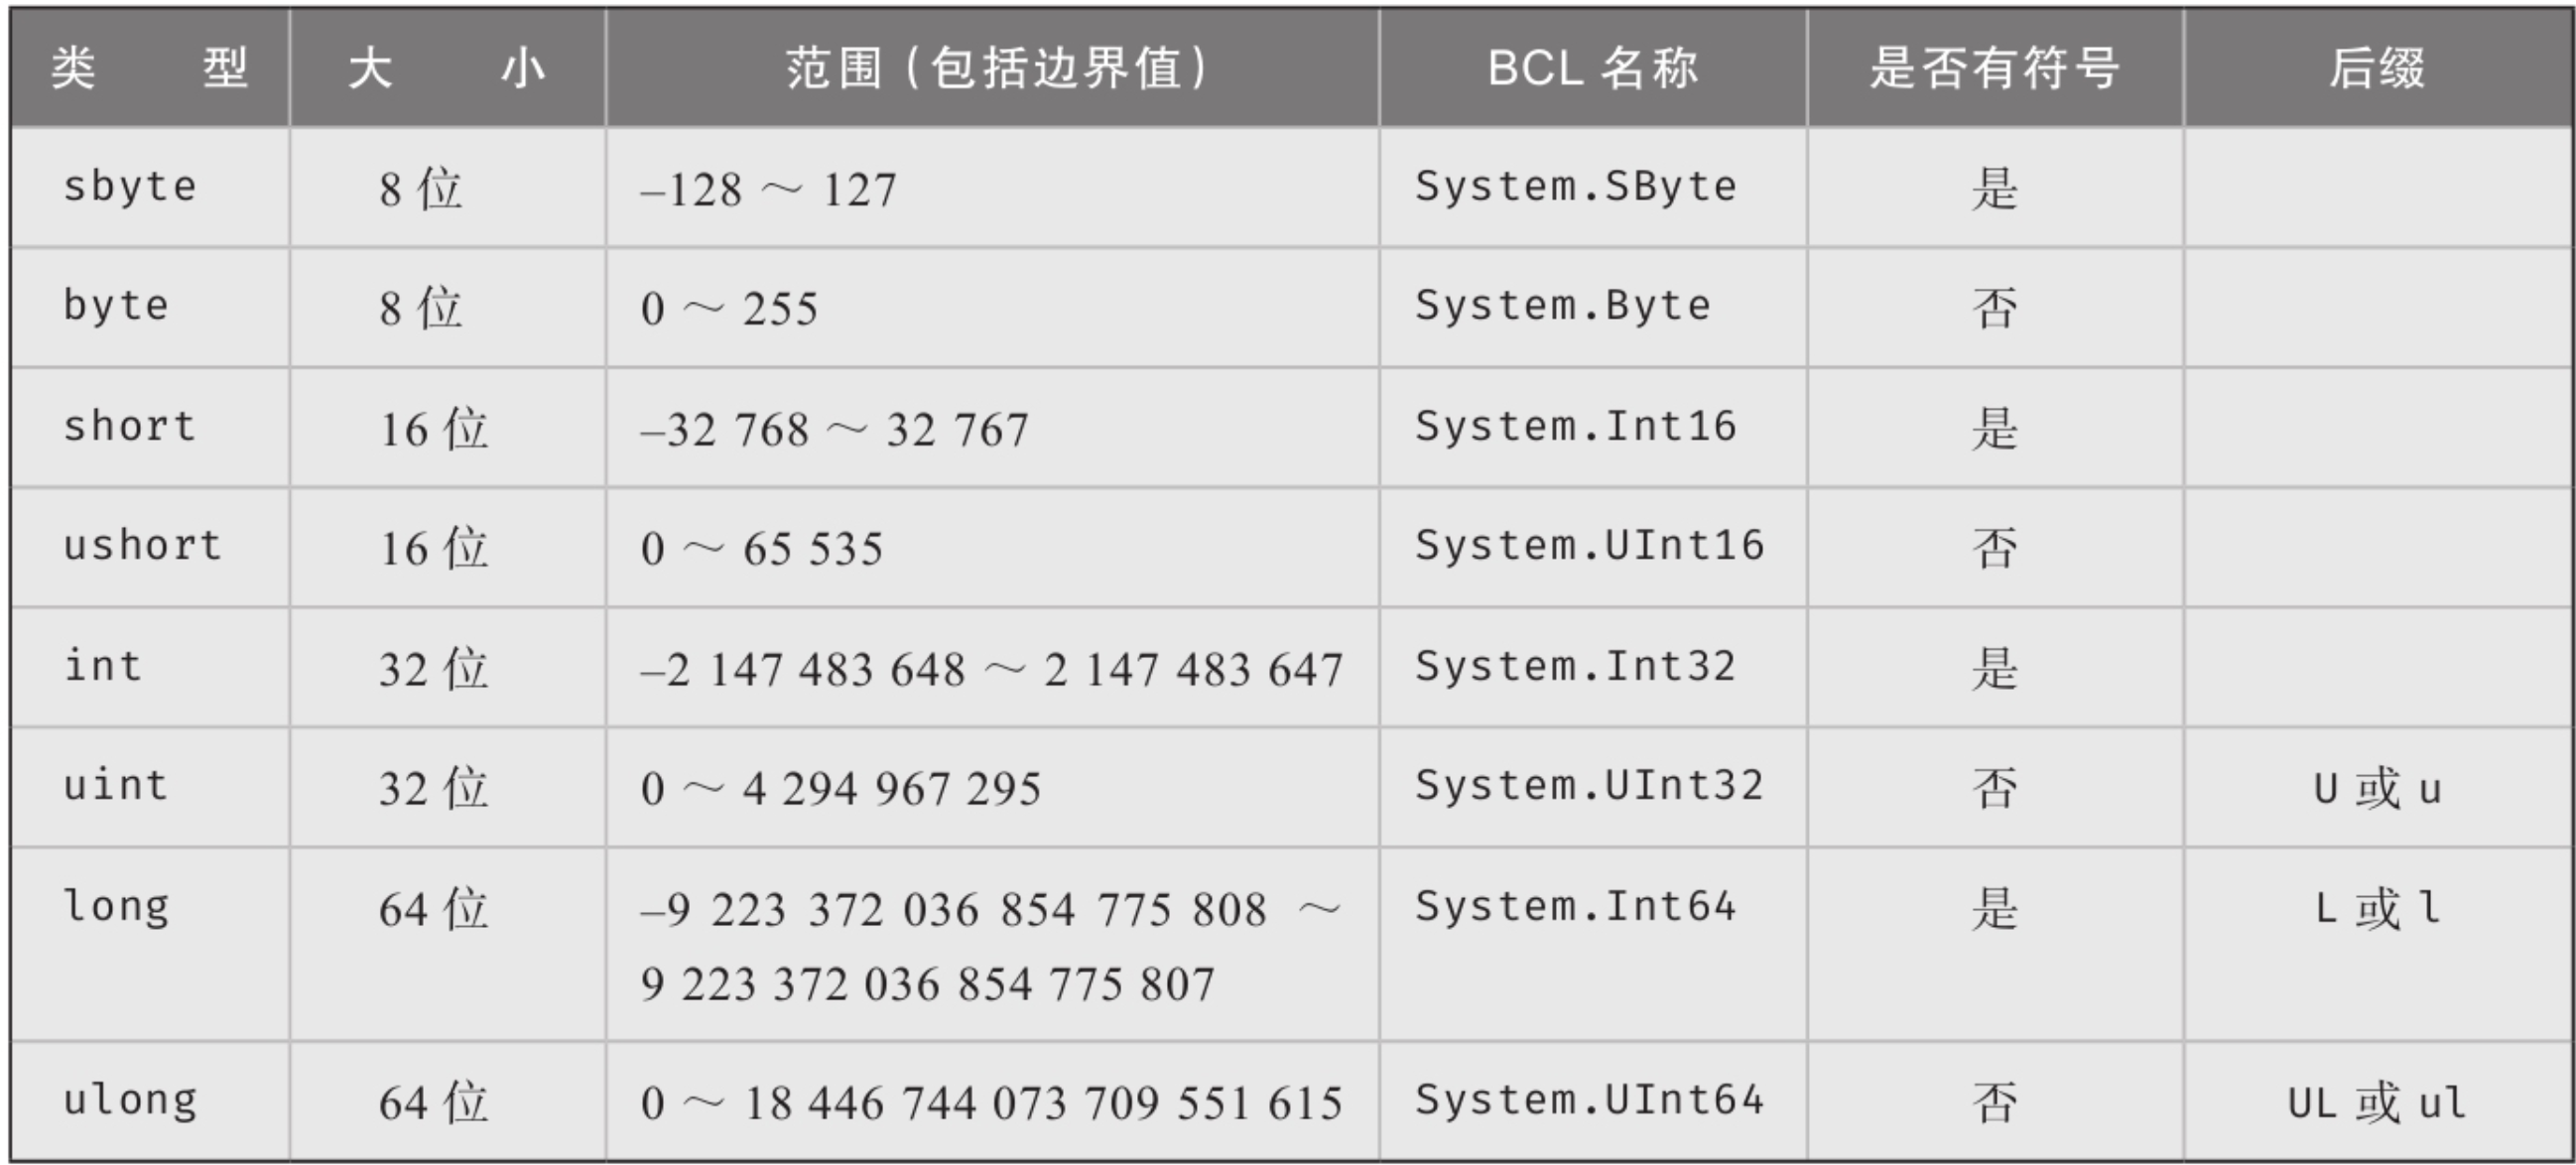 类 型 大 小 范围（包括边界值） BCL 名称 是否有符号 后缀
sbyte 8 位 –128 ～ 127 System.SByte 是
byte 8 位 0 ～ 255 System.Byte 否
short 16 位 –32 768 ～ 32 767 System.Int16 是
ushort 16 位 0 ～ 65 535 System.UInt16 否
int 32 位 –2 147 483 648 ～ 2 147 483 647 System.Int32 是
uint 32 位 0 ～ 4 294 967 295 System.UInt32 否 U 或 u
long 64 位 –9 223 372 036 854 775 808 ～ System.Int64 是 L 或 l
9 223 372 036 854 775 807
ulong 64 位 0 ～ 18 446 744 073 709 551 615 System.UInt64 否 UL 或 ul